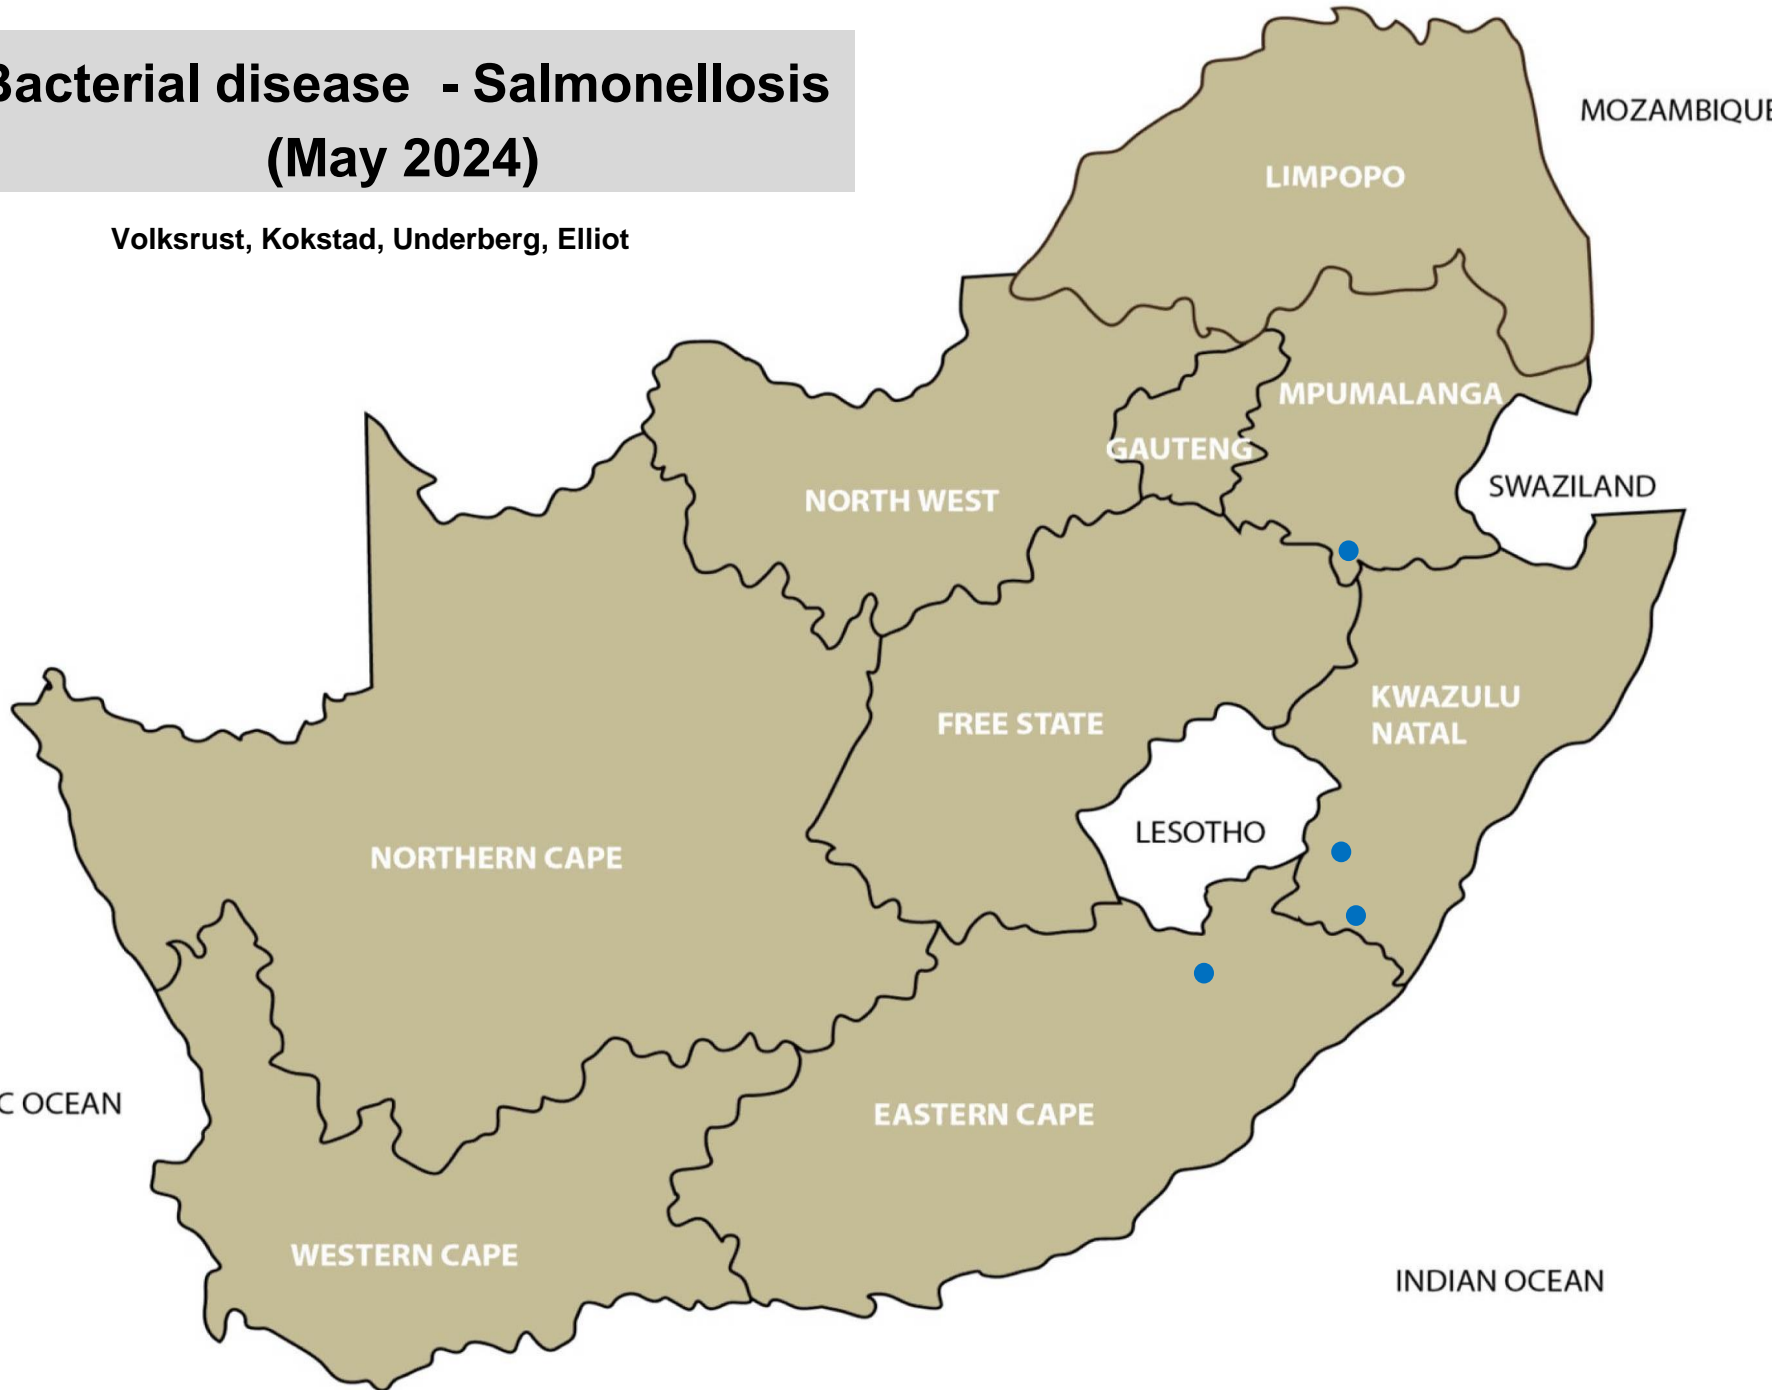 Bacterial disease - Salmonellosis
(May 2024)
Volksrust, Kokstad, Underberg, Elliot
MOZAMBIQUE
LIMPOPO
MPUMALANGA
GAUTENG
SWAZILAND
NORTH WEST
KWAZULU
NATAL
FREE STATE
LESOTHO
NORTHERN CAPE
C OCEAN
EASTERN CAPE
WESTERN CAPE
INDIAN OCEAN